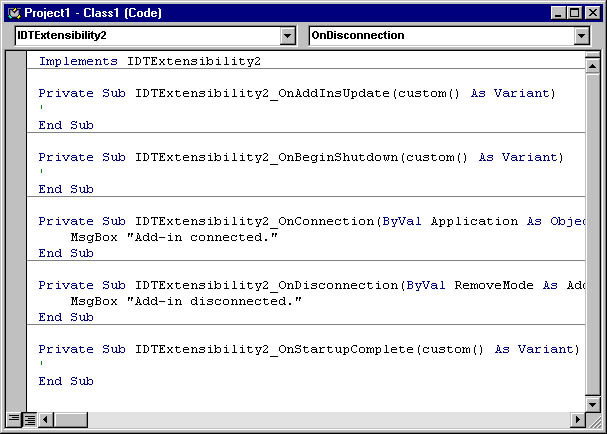 Project1 - Class1 (Code)
IDTExtensibility2 OnDisconnection
Implements IDTExtensibility2
Private Sub IDTExtensibility2_OnAddInsUpdate(custom() As Variant)
'
End Sub
Private Sub IDTExtensibility2_OnBeginShutdown(custom() As Variant)
'
End Sub
Private Sub IDTExtensibility2_OnConnection(ByVal Application As Objec
MsgBox "Add-in connected."
End Sub
Private Sub IDTExtensibility2_OnDisconnection(ByVal RemoveMode As Add
MsgBox "Add-in disconnected."
End Sub
Private Sub IDTExtensibility2_OnStartupComplete(custom() As Variant)
'
End Sub